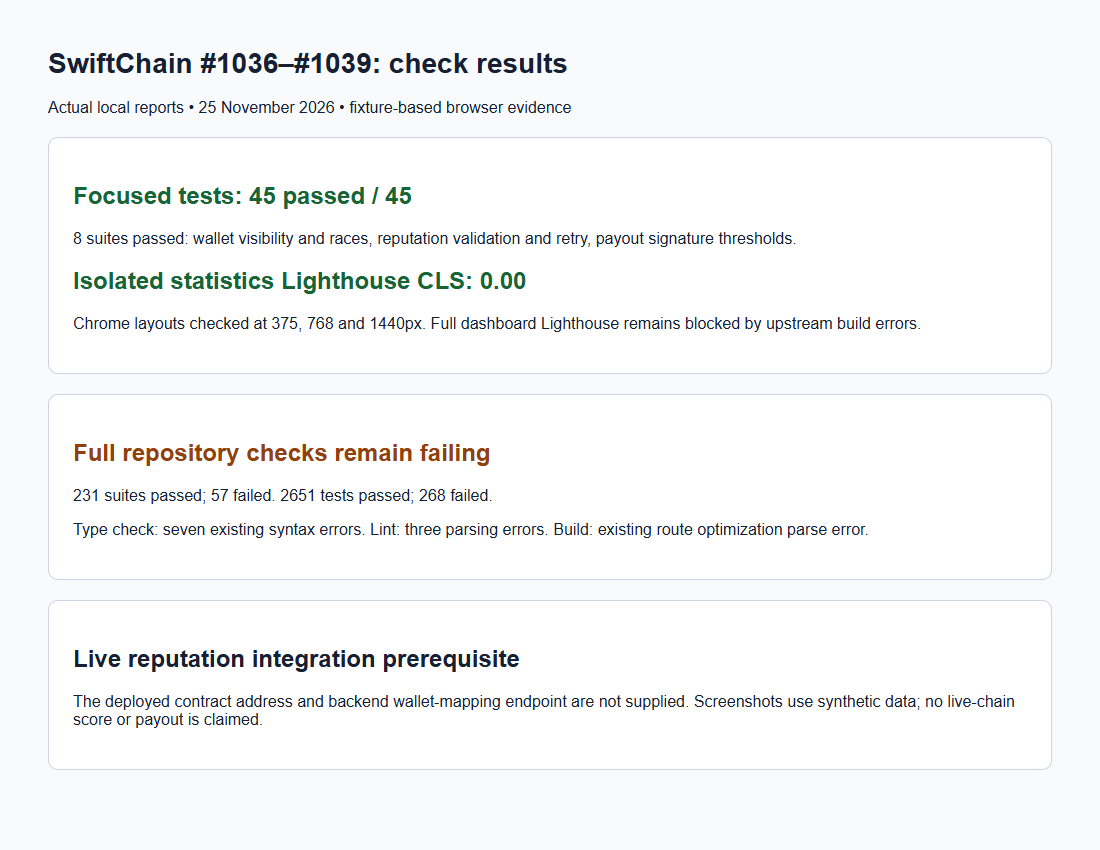 SwiftChain #1036–#1039: check results
Actual local reports • 25 November 2026 • fixture-based browser evidence
Focused tests: 45 passed / 45
8 suites passed: wallet visibility and races, reputation validation and retry, payout signature thresholds.
Isolated statistics Lighthouse CLS: 0.00
Chrome layouts checked at 375, 768 and 1440px. Full dashboard Lighthouse remains blocked by upstream build errors.
Full repository checks remain failing
231 suites passed; 57 failed. 2651 tests passed; 268 failed.
Type check: seven existing syntax errors. Lint: three parsing errors. Build: existing route optimization parse error.
Live reputation integration prerequisite
The deployed contract address and backend wallet-mapping endpoint are not supplied. Screenshots use synthetic data; no live-chain
score or payout is claimed.